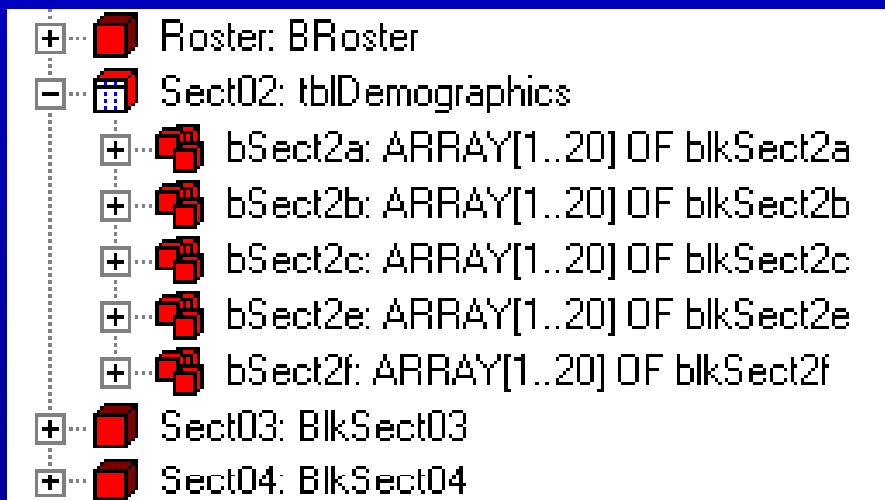 Roster: BRoster
Sect02: tblDemographics
bSect2a: ARRAY[1..20] OF blkSect2a
bSect2b: ARRAY[1..20] OF blkSect2b
bSect2c: ARRAY[1..20] OF blkSect2c
bSect2e: ARRAY[1..20] OF blkSect2e
bSect2f: ARRAY[1..20] OF blkSect2f
Sect03: BlkSect03
Sect04: BlkSect04